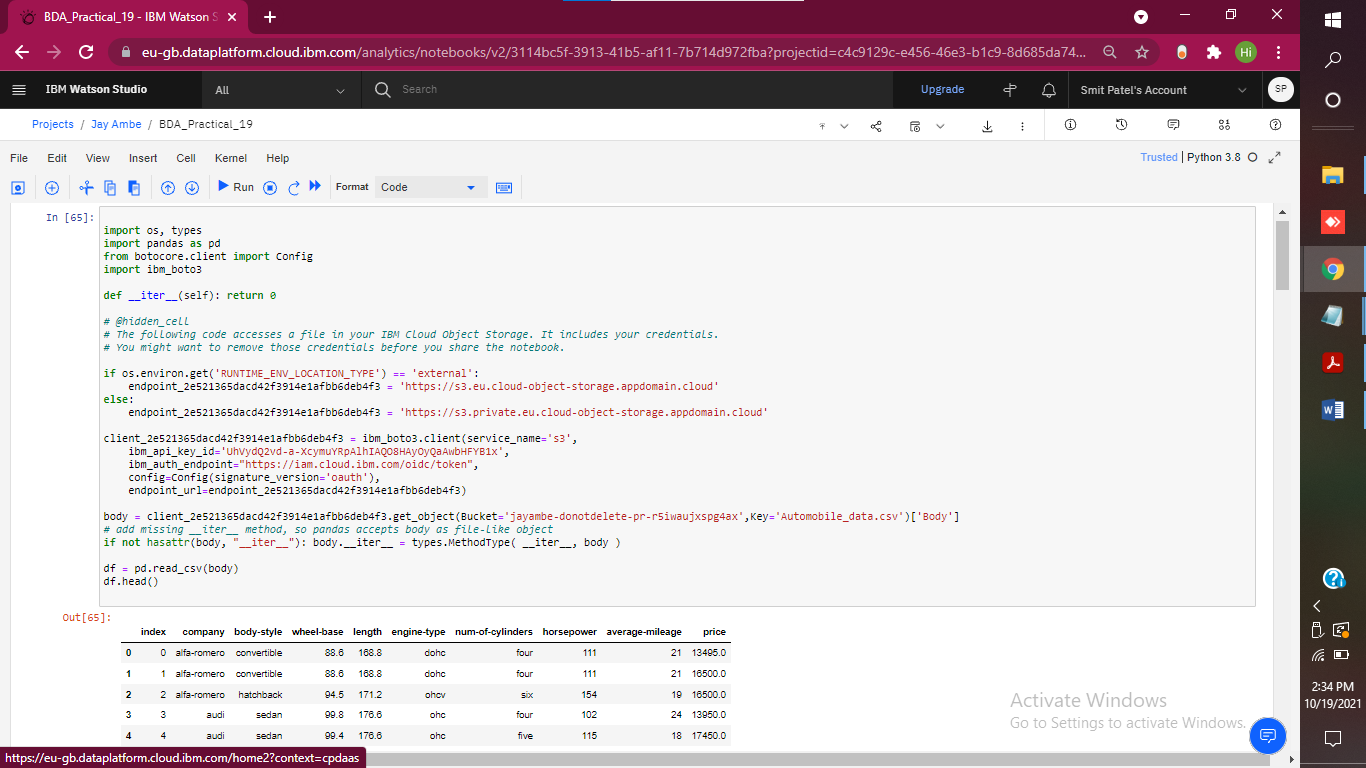 BDA_Practical_19 - IBM Watson S
eu-gb.dataplatform.cloud.ibm.com/analytics/notebooks/v2/3114bc5f-3913-41b5-af11-7b714d972fba?projectid=c4c9129c-e456-46e3-b1c9-8d685da74...
Hi
IBM Watson Studio
All
Search
Upgrade
Smit Patel's Account
SP
Projects / Jay Ambe / BDA_Practical_19
File Edit View Insert Cell Kernel Help
Trusted | Python 3.8
Run
Format
Code
In [65]:
import os, types
import pandas as pd
from botocore.client import Config
import ibm_boto3
def __iter__(self): return 0
# @hidden_cell
# The following code accesses a file in your IBM Cloud Object Storage. It includes your credentials.
# You might want to remove those credentials before you share the notebook.
if os.environ.get('RUNTIME_ENV_LOCATION_TYPE') == 'external':
    endpoint_2e521365dacd42f3914e1afbb6deb4f3 = 'https://s3.eu.cloud-object-storage.appdomain.cloud'
else:
    endpoint_2e521365dacd42f3914e1afbb6deb4f3 = 'https://s3.private.eu.cloud-object-storage.appdomain.cloud'
client_2e521365dacd42f3914e1afbb6deb4f3 = ibm_boto3.client(service_name='s3',
    ibm_api_key_id='UhVydQ2vd-a-XcymuYRpAlhIAQO8HAyOyQaAwbHFYB1x',
    ibm_auth_endpoint="https://iam.cloud.ibm.com/oidc/token",
    config=Config(signature_version='oauth'),
    endpoint_url=endpoint_2e521365dacd42f3914e1afbb6deb4f3)
body = client_2e521365dacd42f3914e1afbb6deb4f3.get_object(Bucket='jayambe-donotdelete-pr-r5iwaujxspg4ax',Key='Automobile_data.csv')['Body']
# add missing __iter__ method, so pandas accepts body as file-like object
if not hasattr(body, "__iter__"): body.__iter__ = types.MethodType( __iter__, body )
df = pd.read_csv(body)
df.head()
Out[65]:
index company body-style wheel-base length engine-type num-of-cylinders horsepower average-mileage price
0 0 alfa-romero convertible 88.6 168.8 dohc four 111 21 13495.0
1 1 alfa-romero convertible 88.6 168.8 dohc four 111 21 16500.0
2 2 alfa-romero hatchback 94.5 171.2 ohcv six 154 19 16500.0
3 3 audi sedan 99.8 176.6 ohc four 102 24 13950.0
4 4 audi sedan 99.4 176.6 ohc five 115 18 17450.0
Activate Windows
Go to Settings to activate Windows.
https://eu-gb.dataplatform.cloud.ibm.com/home2?context=cpdaas
2:34 PM
10/19/2021